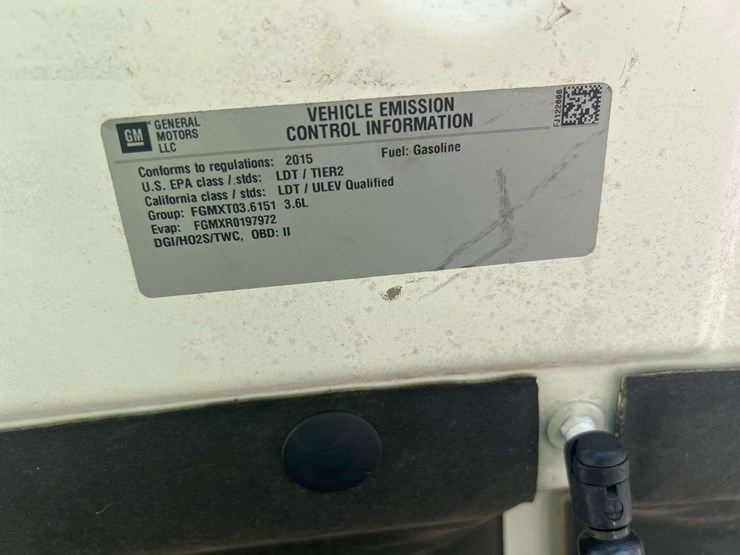 GM
GENERAL
MOTORS
LLC
VEHICLE EMISSION
CONTROL INFORMATION
FJ122666
Conforms to regulations: 2015
Fuel: Gasoline
U.S. EPA class / stds: LDT / TIER2
California class / stds: LDT / ULEV Qualified
Group: FGMXT03.6151 3.6L
Evap: FGMXR0197972
DGI/HO2S/TWC, OBD: II